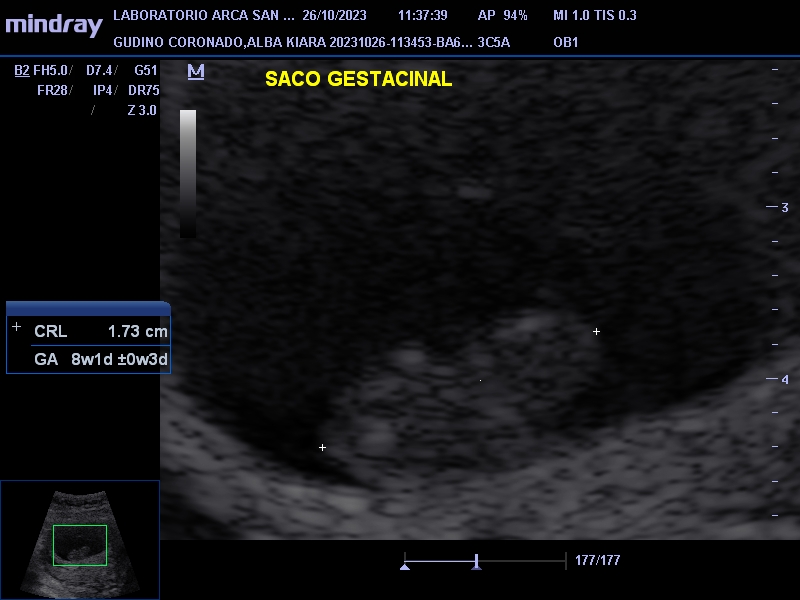 mindray
LABORATORIO ARCA SAN ... 26/10/2023 11:37:39 AP 94% MI 1.0 TIS 0.3
GUDINO CORONADO,ALBA KIARA 20231026-113453-BA6... 3C5A OB1
B2 FH5.0/ D7.4/ G51
FR28/ IP4/ DR75
/ Z 3.0
M
SACO GESTACINAL
3
+ CRL 1.73 cm
GA 8w1d ±0w3d
4
177/177